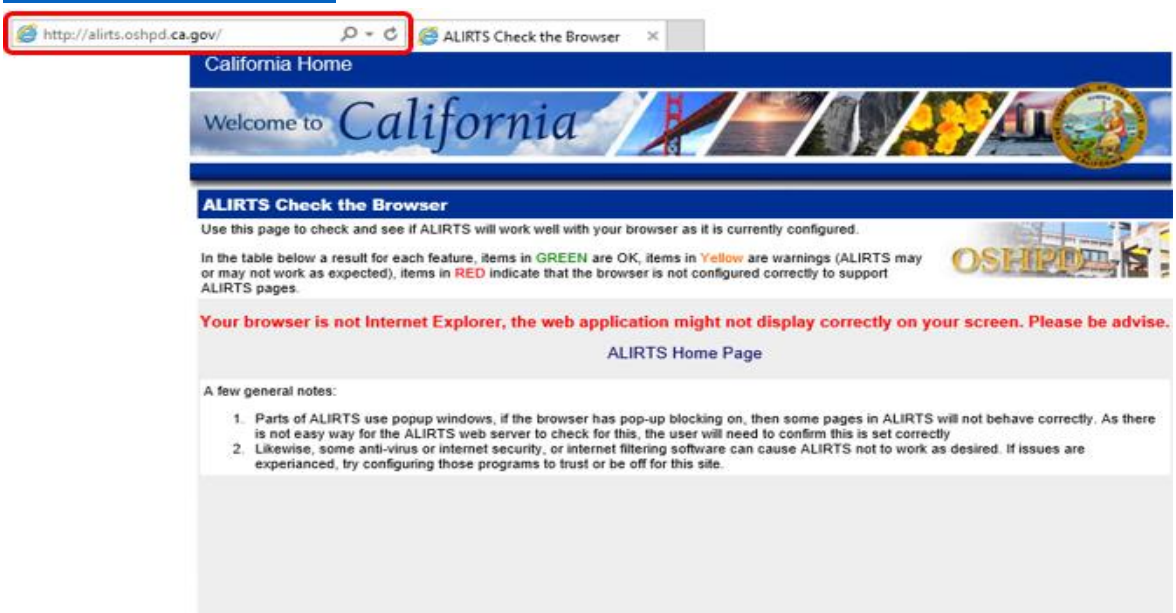 http://alirts.oshpd.ca.gov/
ALIRTS Check the Browser
California Home
Welcome to California
ALIRTS Check the Browser
Use this page to check and see if ALIRTS will work well with your browser as it is currently configured.
In the table below a result for each feature, items in GREEN are OK, items in Yellow are warnings (ALIRTS may
or may not work as expected), items in RED indicate that the browser is not configured correctly to support
ALIRTS pages.
OSHPD
Your browser is not Internet Explorer, the web application might not display correctly on your screen. Please be advise.
ALIRTS Home Page
A few general notes:
1. Parts of ALIRTS use popup windows, if the browser has pop-up blocking on, then some pages in ALIRTS will not behave correctly. As there
is not easy way for the ALIRTS web server to check for this, the user will need to confirm this is set correctly
2. Likewise, some anti-virus or internet security, or internet filtering software can cause ALIRTS not to work as desired. If issues are
experianced, try configuring those programs to trust or be off for this site.